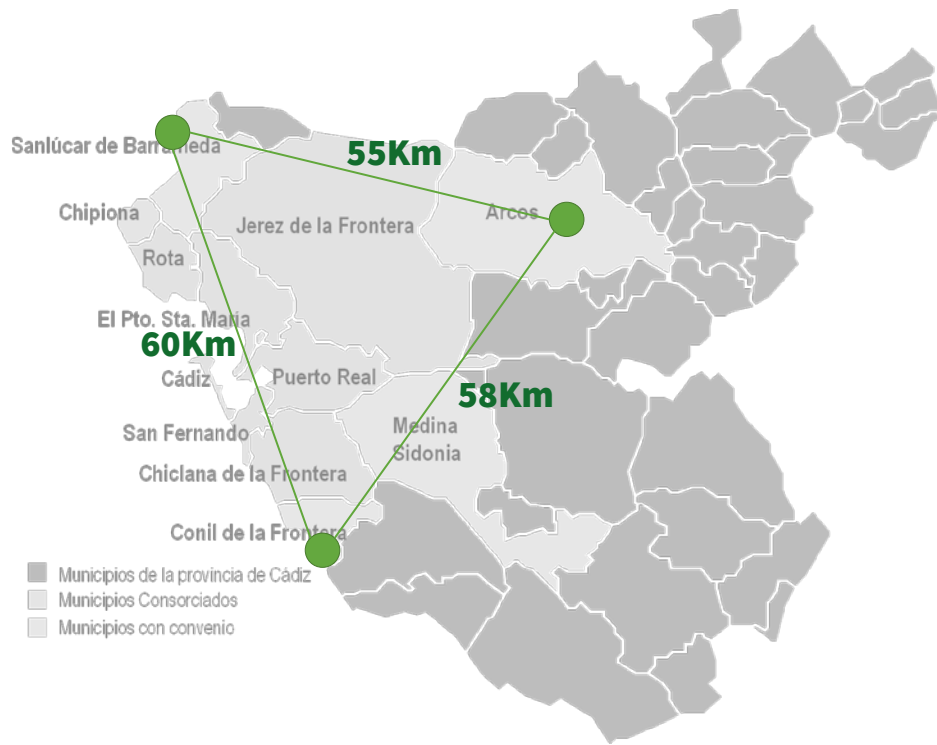 Sanlúcar de Barrameda
55Km
Chipiona
Arcos
Jerez de la Frontera
Rota
El Pto. Sta. María
60Km
Cádiz
Puerto Real
58Km
Medina
Sidonia
San Fernando
Chiclana de la Frontera
Conil de la Frontera
Municipios de la provincia de Cádiz
Municipios Consorciados
Municipios con convenio